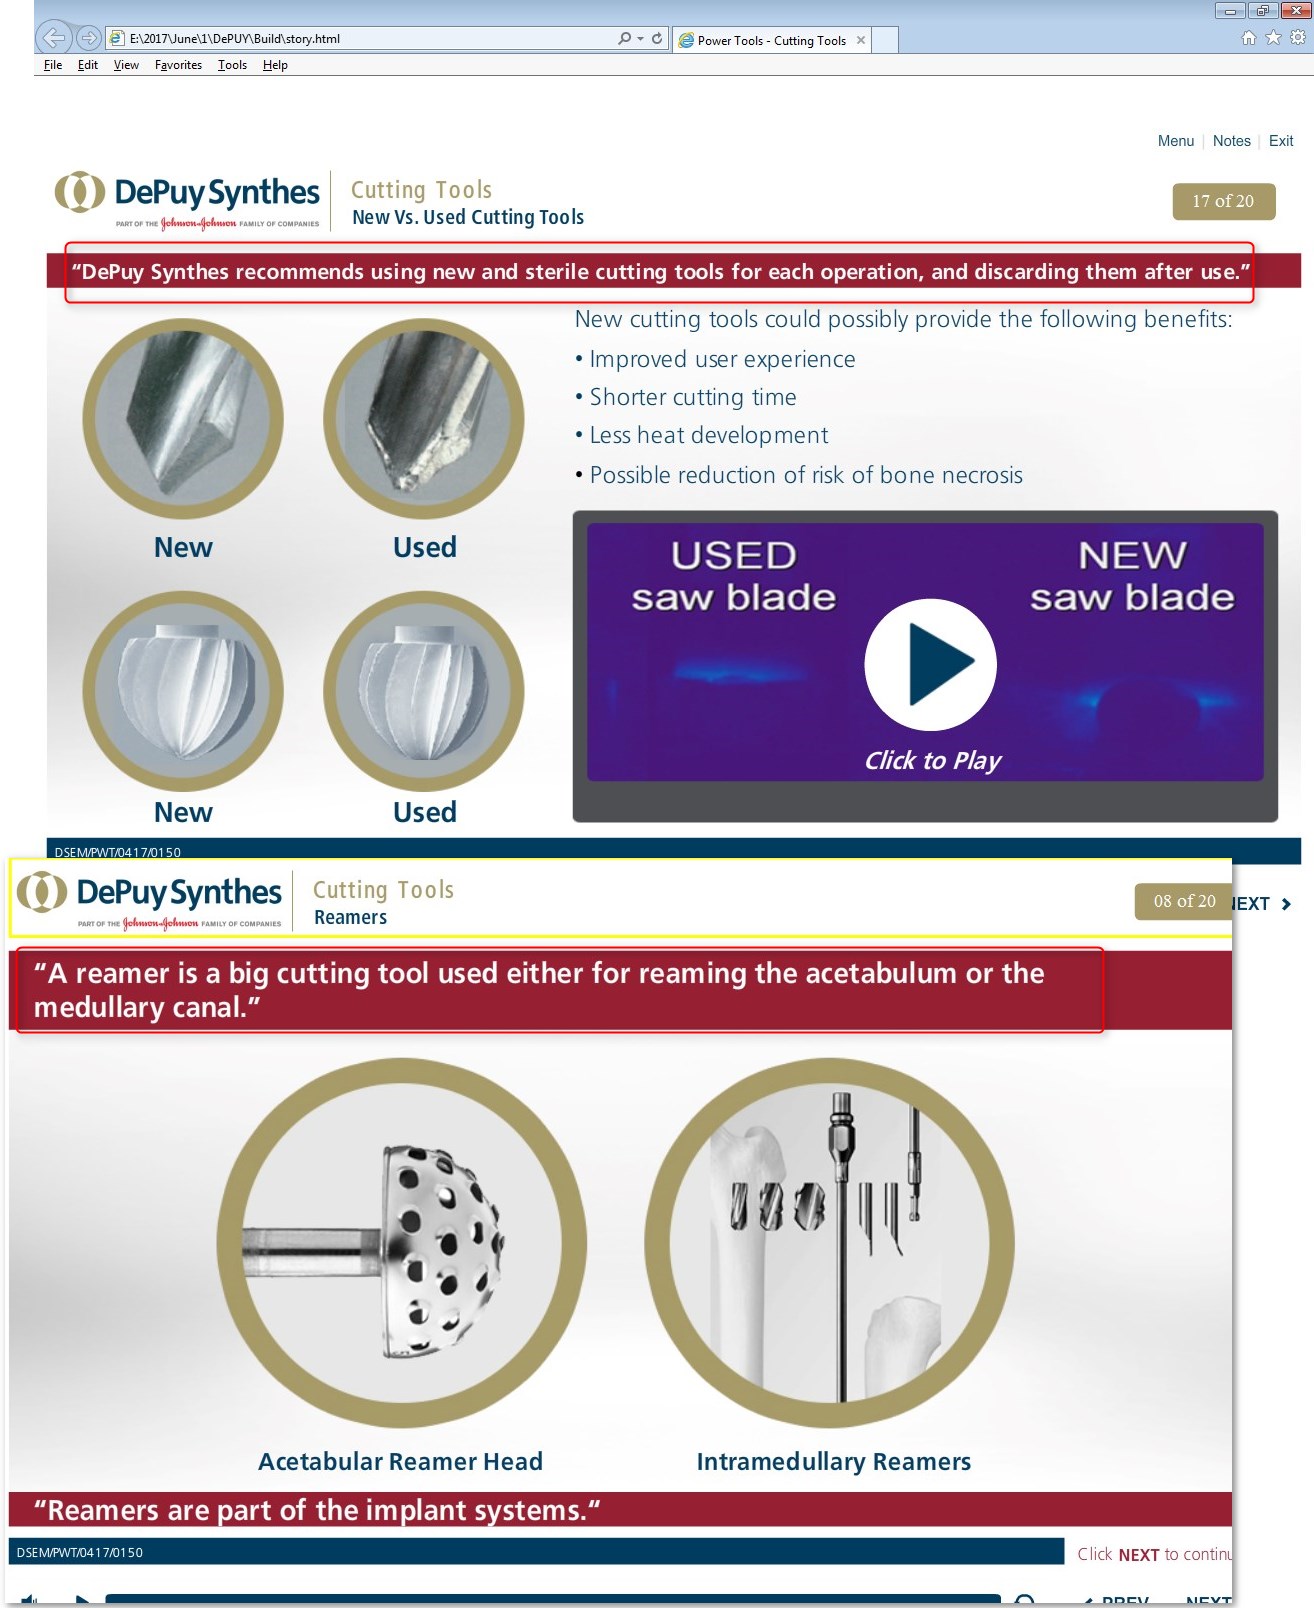 E:\2017\June\1\DePUY\Build\story.html
Power Tools - Cutting Tools
File Edit View Favorites Tools Help
Menu | Notes | Exit
DePuy Synthes
PART OF THE Johnson & Johnson FAMILY OF COMPANIES
Cutting Tools
New Vs. Used Cutting Tools
17 of 20
“DePuy Synthes recommends using new and sterile cutting tools for each operation, and discarding them after use.”
New cutting tools could possibly provide the following benefits:
• Improved user experience
• Shorter cutting time
• Less heat development
• Possible reduction of risk of bone necrosis
New
Used
New
Used
USED
saw blade
NEW
saw blade
Click to Play
DSEM/PWT/0417/0150
DePuy Synthes
PART OF THE Johnson & Johnson FAMILY OF COMPANIES
Cutting Tools
Reamers
08 of 20
NEXT
“A reamer is a big cutting tool used either for reaming the acetabulum or the
medullary canal.”
Acetabular Reamer Head
Intramedullary Reamers
“Reamers are part of the implant systems.“
DSEM/PWT/0417/0150
Click NEXT to continu
PREV
NEXT